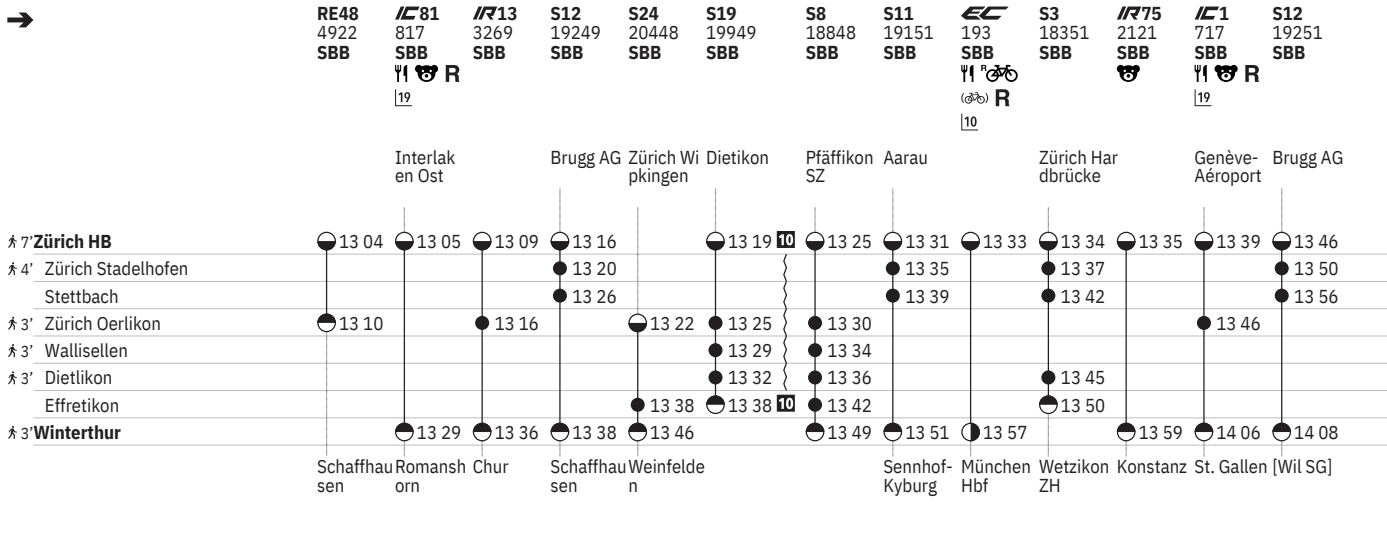 RE48 IC81 IR13 S12 S24 S19 S8 S11 EC S3 IR75 IC1 S12
4922 817 3269 19249 20448 19949 18848 19151 193 18351 2121 717 19251
SBB SBB SBB SBB SBB SBB SBB SBB SBB SBB SBB SBB SBB
R R R
19 R 19
10
Interlak Brugg AG Zürich Wi Dietikon Pfäffikon Aarau Zürich Har Genève- Brugg AG
en Ost pkingen SZ dbrücke Aéroport
7' Zürich HB 13 04 13 05 13 09 13 16 13 19 10 13 25 13 31 13 33 13 34 13 35 13 39 13 46
4' Zürich Stadelhofen 13 20 13 35 13 37 13 50
Stettbach 13 26 13 39 13 42 13 56
3' Zürich Oerlikon 13 10 13 16 13 22 13 25 13 30 13 46
3' Wallisellen 13 29 13 34
3' Dietlikon 13 32 13 36 13 45
Effretikon 13 38 13 38 10 13 42 13 50
3' Winterthur 13 29 13 36 13 38 13 46 13 49 13 51 13 57 13 59 14 06 14 08
Schaffhau Romansh Chur Schaffhau Weinfelde Sennhof- München Wetzikon Konstanz St. Gallen [Wil SG]
sen orn sen n Kyburg Hbf ZH